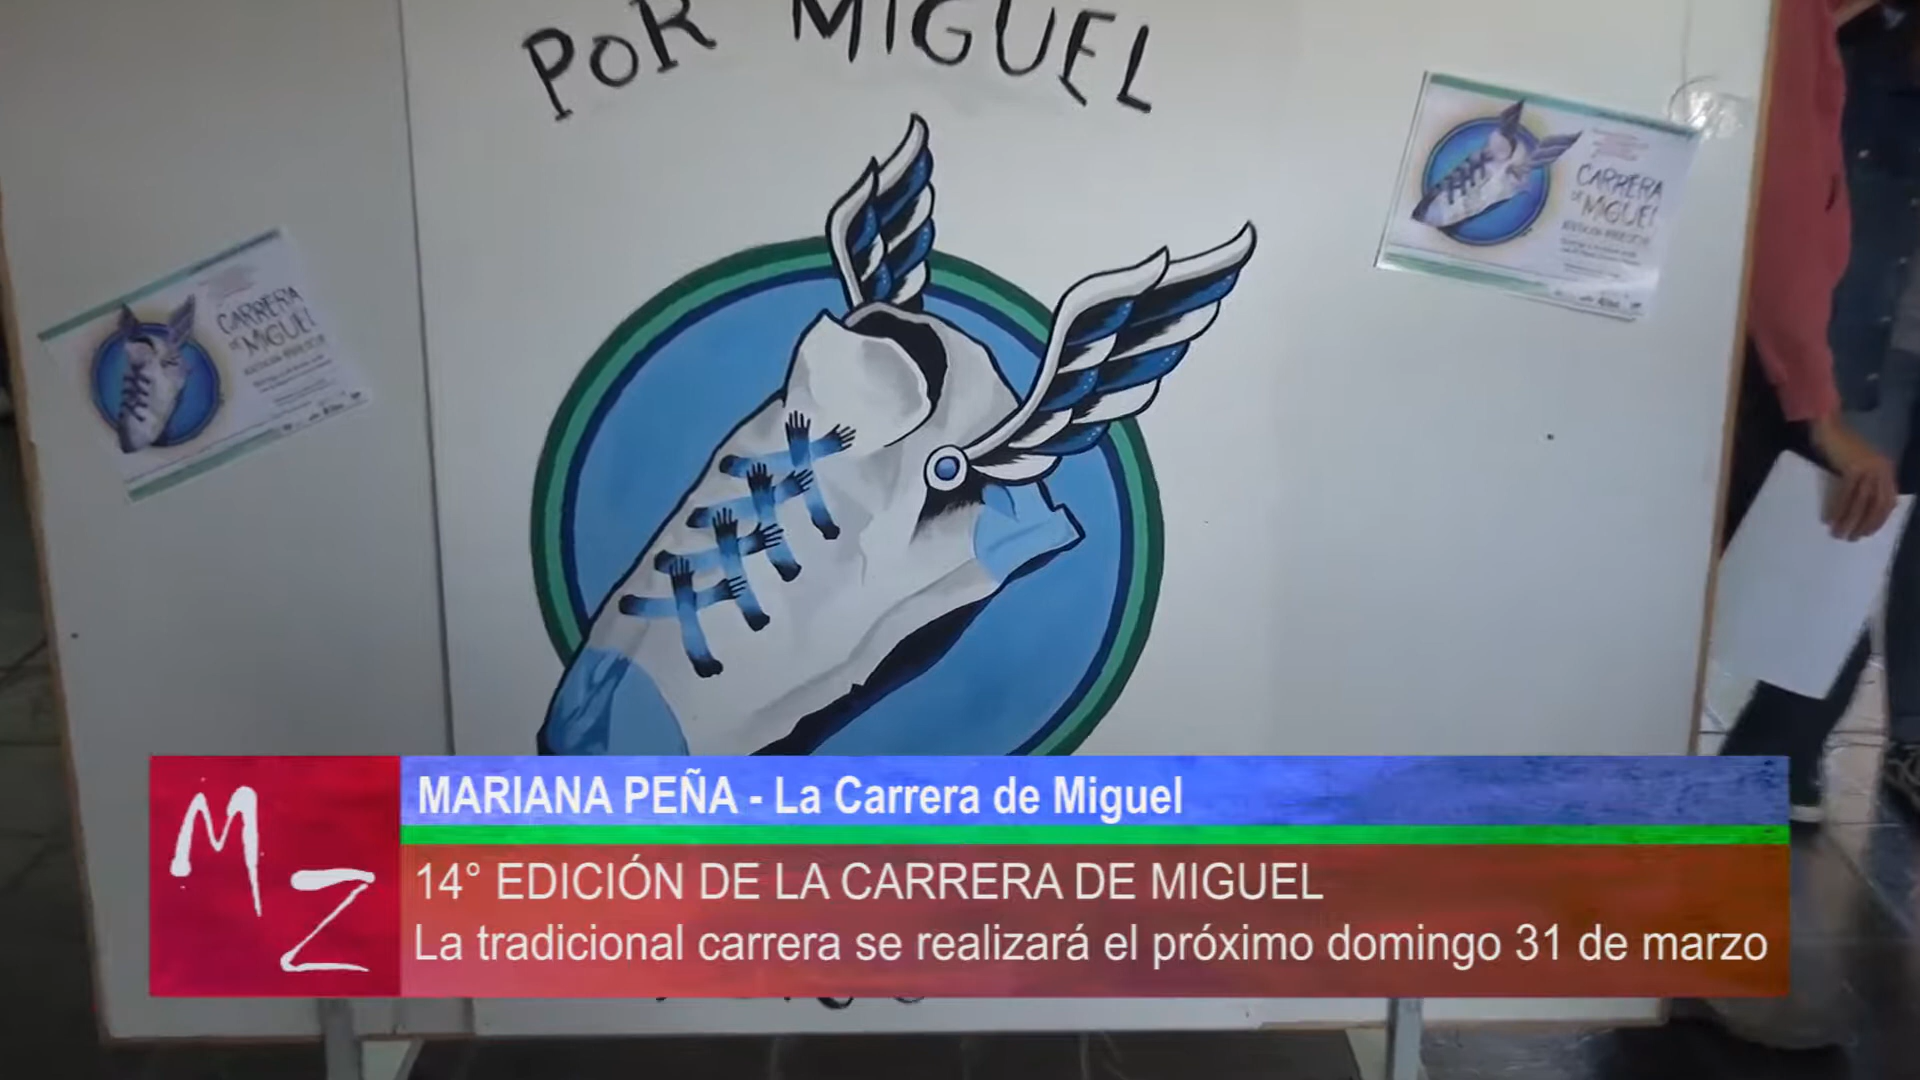 POR MIGUEL
CARRERA
DE MIGUEL
CARRERA
DE MIGUEL
MZ
MARIANA PEÑA - La Carrera de Miguel
14° EDICIÓN DE LA CARRERA DE MIGUEL
La tradicional carrera se realizará el próximo domingo 31 de marzo